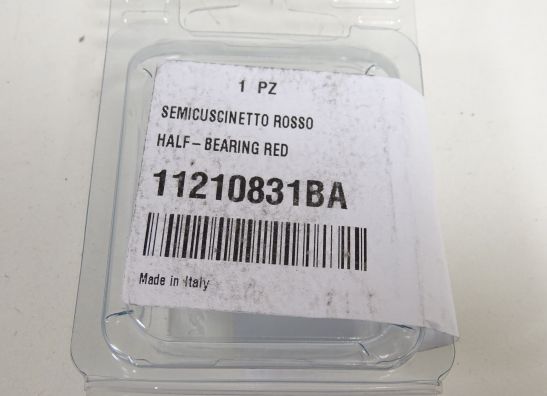 1 PZ
SEMICUSCINETTO ROSSO
HALF-BEARING RED
11210831BA
Made in Italy